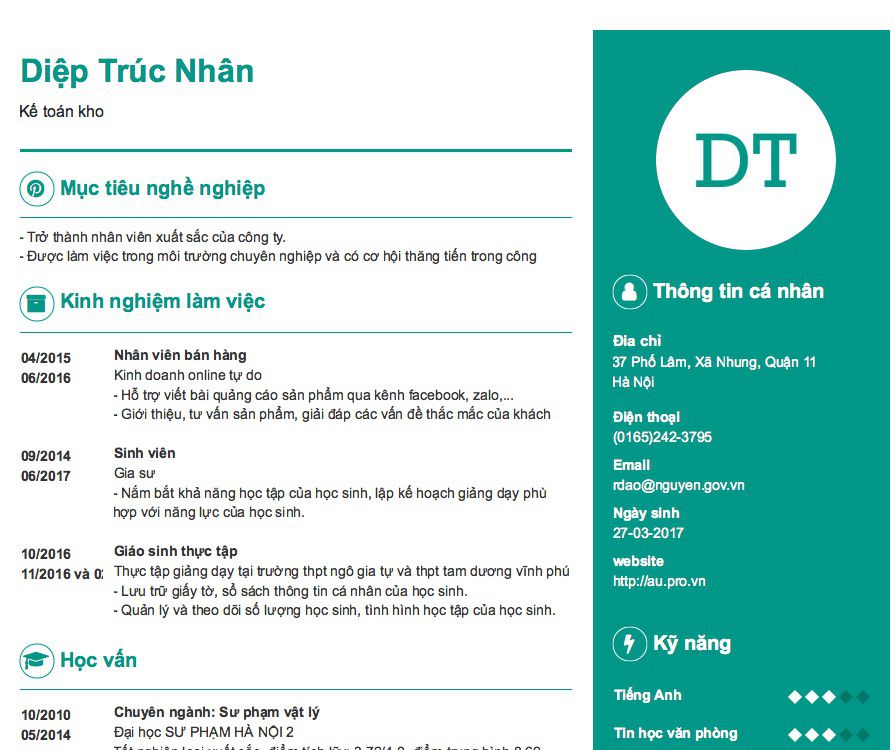 Diệp Trúc Nhân
Kế toán kho
Mục tiêu nghề nghiệp
- Trở thành nhân viên xuất sắc của công ty.
- Được làm việc trong môi trường chuyên nghiệp và có cơ hội thăng tiến trong công
Kinh nghiệm làm việc
04/2015
06/2016
Nhân viên bán hàng
Kinh doanh online tự do
- Hỗ trợ viết bài quảng cáo sản phẩm qua kênh facebook, zalo,...
- Giới thiệu, tư vấn sản phẩm, giải đáp các vấn đề thắc mắc của khách
09/2014
06/2017
Sinh viên
Gia sư
- Nắm bắt khả năng học tập của học sinh, lập kế hoạch giảng dạy phù
hợp với năng lực của học sinh.
10/2016
11/2016 và
Giáo sinh thực tập
Thực tập giảng dạy tại trường thpt ngô gia tự và thpt tam dương vĩnh phú
- Lưu trữ giấy tờ, sổ sách thông tin cá nhân của học sinh.
- Quản lý và theo dõi số lượng học sinh, tình hình học tập của học sinh.
Học vấn
10/2010
05/2014
Chuyên ngành: Sư phạm vật lý
Đại học SƯ PHẠM HÀ NỘI 2
DT
Thông tin cá nhân
Địa chỉ
37 Phố Lâm, Xã Nhung, Quận 11
Hà Nội
Điện thoại
(0165)242-3795
Email
rdao@nguyen.gov.vn
Ngày sinh
27-03-2017
website
http://au.pro.vn
Kỹ năng
Tiếng Anh
Tin học văn phòng